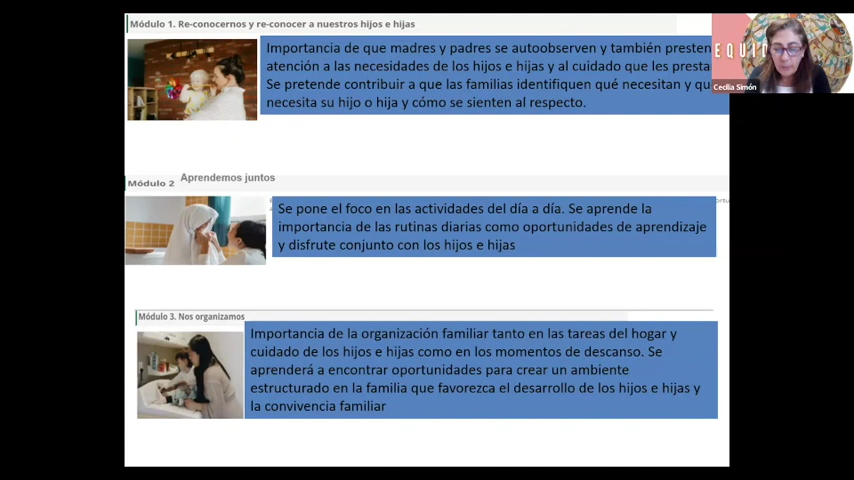 Módulo 1. Re-conocernos y re-conocer a nuestros hijos e hijas
Importancia de que madres y padres se autoobserven y también presten
atención a las necesidades de los hijos e hijas y al cuidado que les presta
Se pretende contribuir a que las familias identifiquen qué necesitan y qu
necesita su hijo o hija y cómo se sienten al respecto.
EQUI
Cecilia Simón
Módulo 2 Aprendemos juntos
Se pone el foco en las actividades del día a día. Se aprende la
importancia de las rutinas diarias como oportunidades de aprendizaje
y disfrute conjunto con los hijos e hijas
Módulo 3. Nos organizamos
Importancia de la organización familiar tanto en las tareas del hogar y
cuidado de los hijos e hijas como en los momentos de descanso. Se
aprenderá a encontrar oportunidades para crear un ambiente
estructurado en la familia que favorezca el desarrollo de los hijos e hijas y
la convivencia familiar